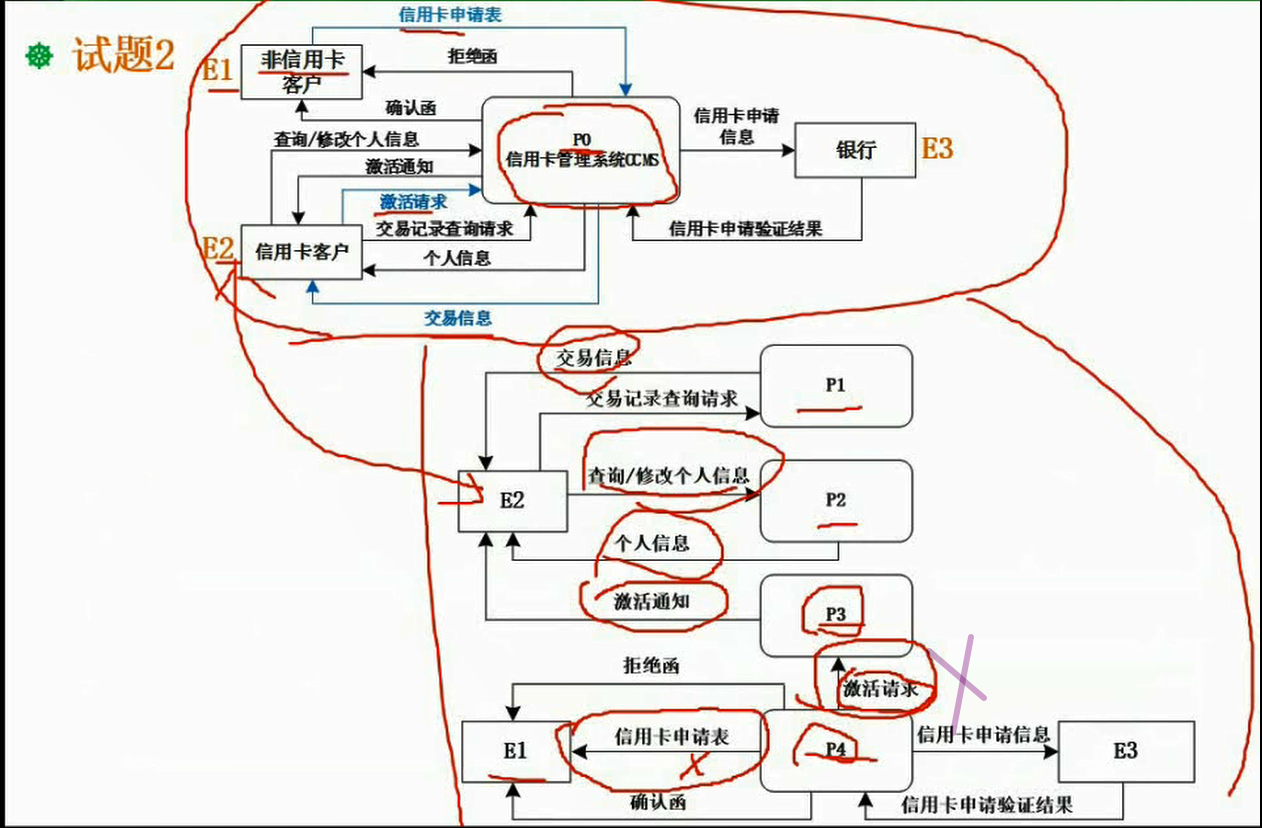 试题2
信用卡申请表
E1
非信用卡
客户
拒绝函
确认函
查询/修改个人信息
激活通知
激活请求
交易记录查询请求
E2
信用卡客户
个人信息
交易信息
P0
信用卡管理系统CCMS
信用卡申请
信息
银行
E3
信用卡申请验证结果
交易信息
P1
交易记录查询请求
E2
查询/修改个人信息
P2
个人信息
激活通知
P3
拒绝函
激活请求
E1
信用卡申请表
P4
信用卡申请信息
E3
确认函
信用卡申请验证结果